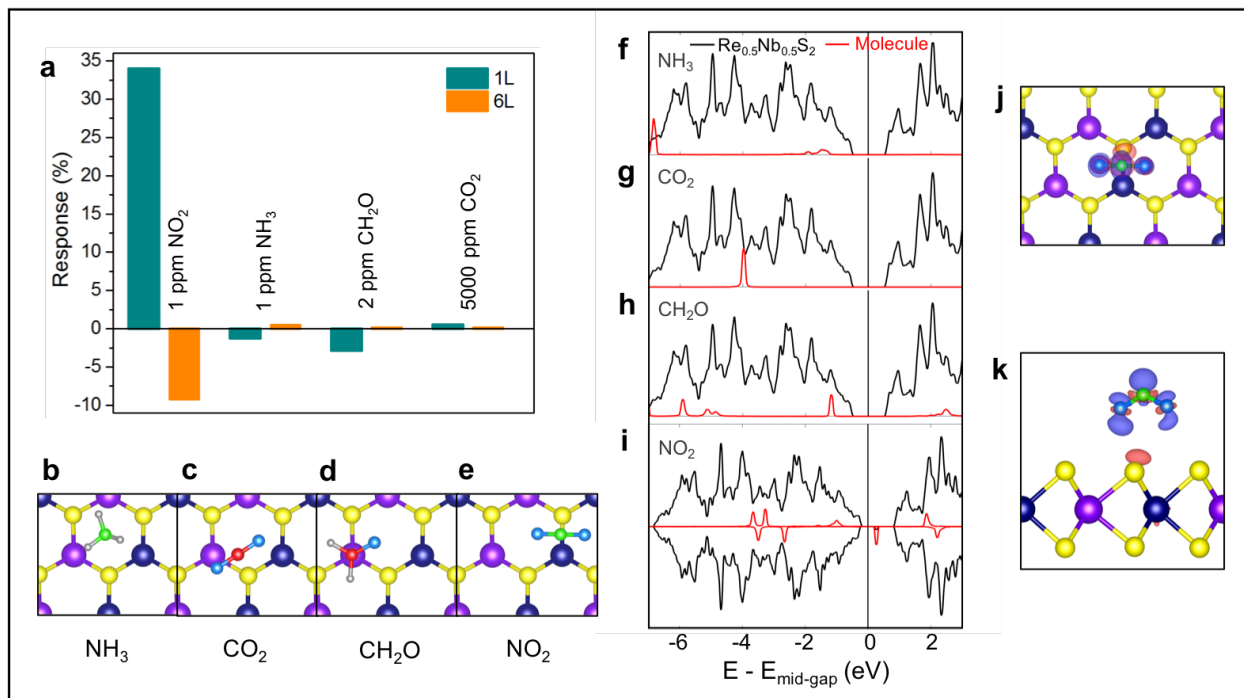 a
Response (%)
35
30
25
20
15
10
5
0
-5
-10
1L
6L
1 ppm NO2
1 ppm NH3
2 ppm CH2O
5000 ppm CO2
b
c
d
e
NH3
CO2
CH2O
NO2
f
Re0.5Nb0.5S2
Molecule
NH3
g
CO2
h
CH2O
i
NO2
-6
-4
-2
0
2
E - Emid-gap (eV)
j
k